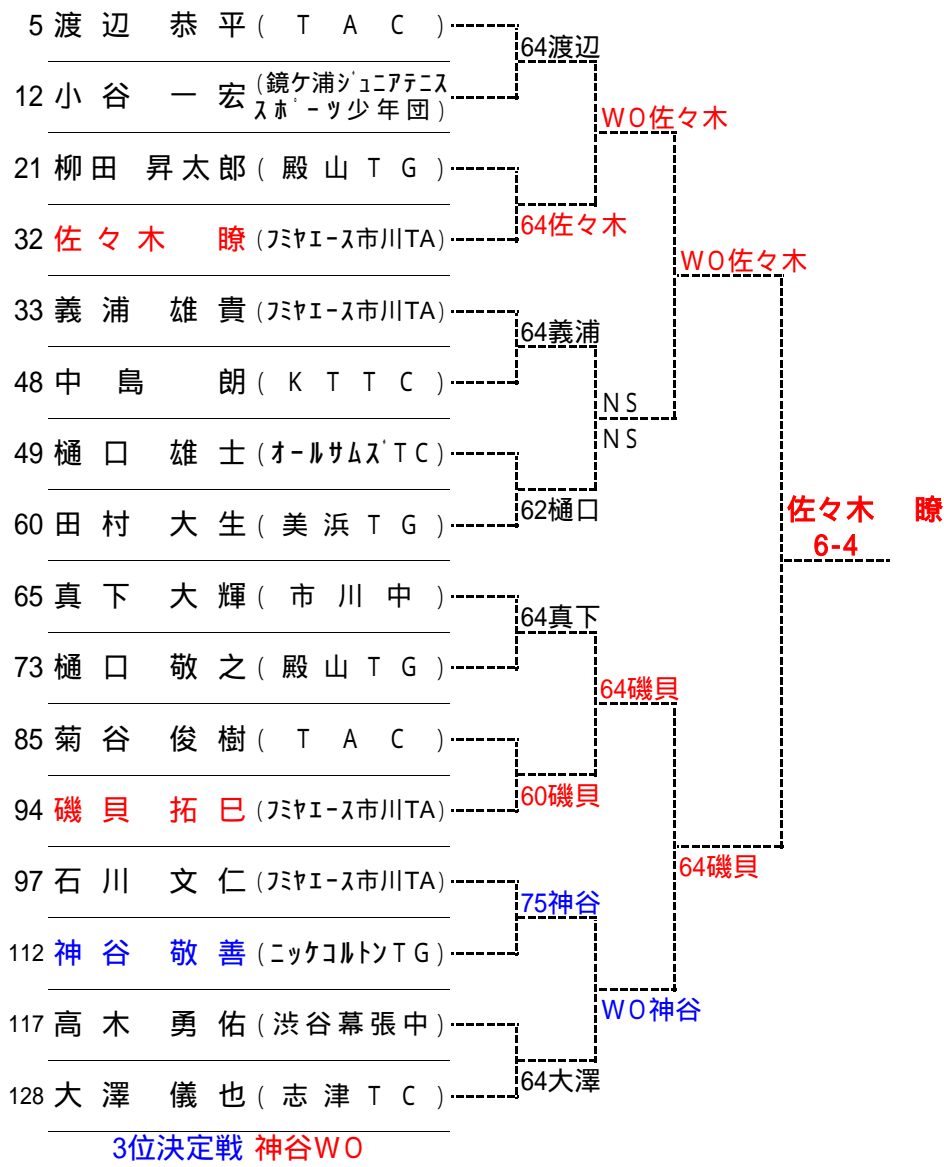 5 渡辺 恭平 ( T A C )
64渡辺
12 小谷 一宏 (鏡ケ浦ジュニアテニス
スポーツ少年団)
WO佐々木
21 柳田 昇太郎 ( 殿山TG )
64佐々木
32 佐々木 瞭 (フミヤエース市川TA)
WO佐々木
33 義浦 雄貴 (フミヤエース市川TA)
64義浦
48 中島 朗 ( KTTC )
NS
NS
49 樋口 雄士 (オールサムズTC)
62樋口
60 田村 大生 ( 美浜TG )
佐々木 瞭
6-4
65 真下 大輝 ( 市川中 )
64真下
73 樋口 敬之 ( 殿山TG )
64磯貝
85 菊谷 俊樹 ( T A C )
60磯貝
94 磯貝 拓巳 (フミヤエース市川TA)
64磯貝
97 石川 文仁 (フミヤエース市川TA)
75神谷
112 神谷 敬善 (ニッケコルトンTG)
WO神谷
117 高木 勇佑 (渋谷幕張中)
64大澤
128 大澤 儀也 ( 志津TC )
3位決定戦 神谷WO